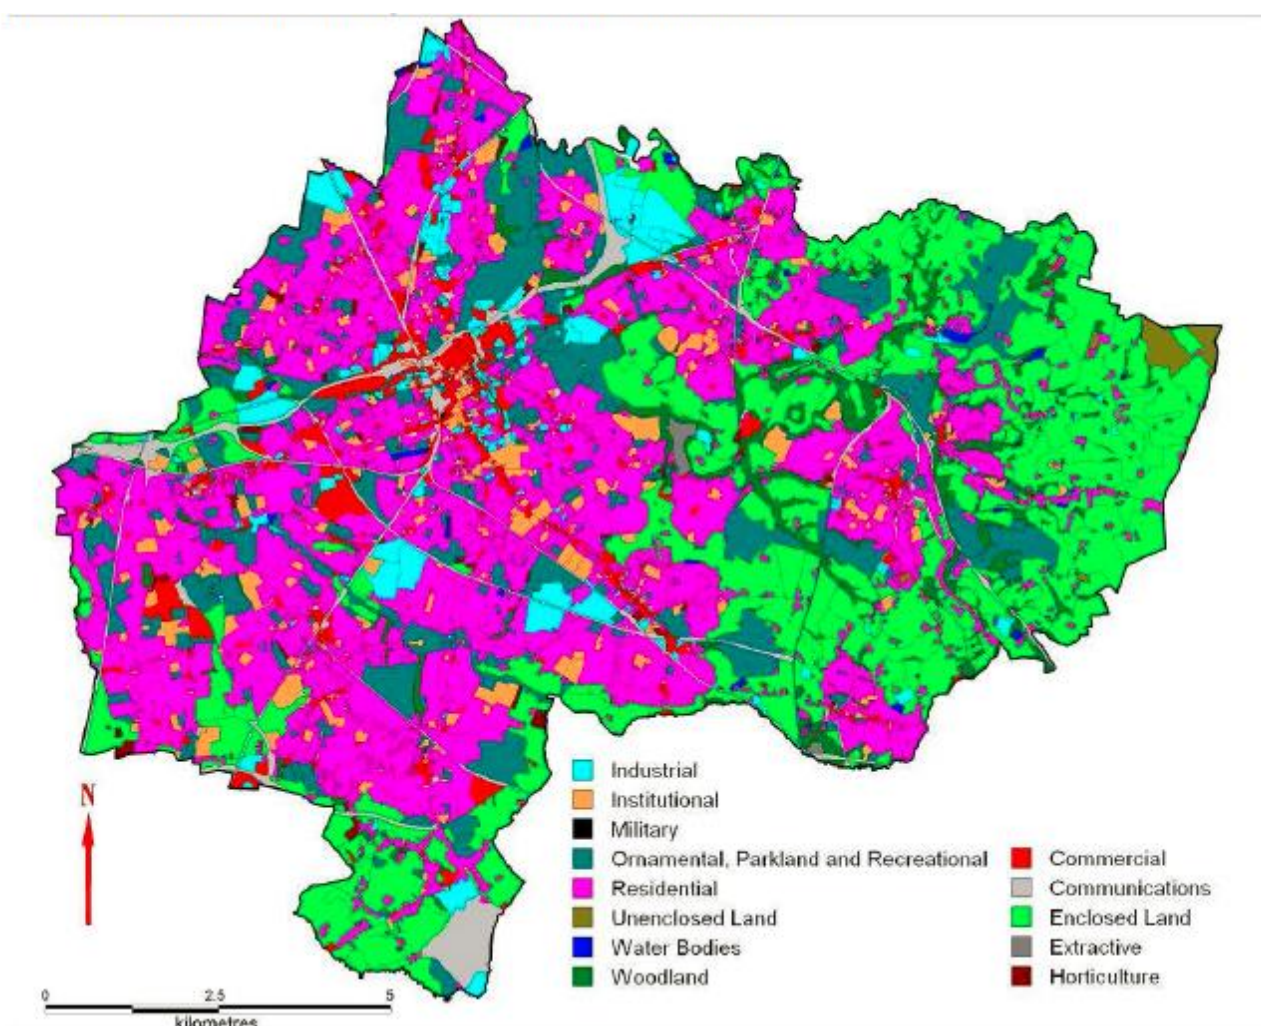 N
Industrial
Institutional
Military
Ornamental, Parkland and Recreational
Residential
Unenclosed Land
Water Bodies
Woodland
Commercial
Communications
Enclosed Land
Extractive
Horticulture
0 2.5 5
kilometres